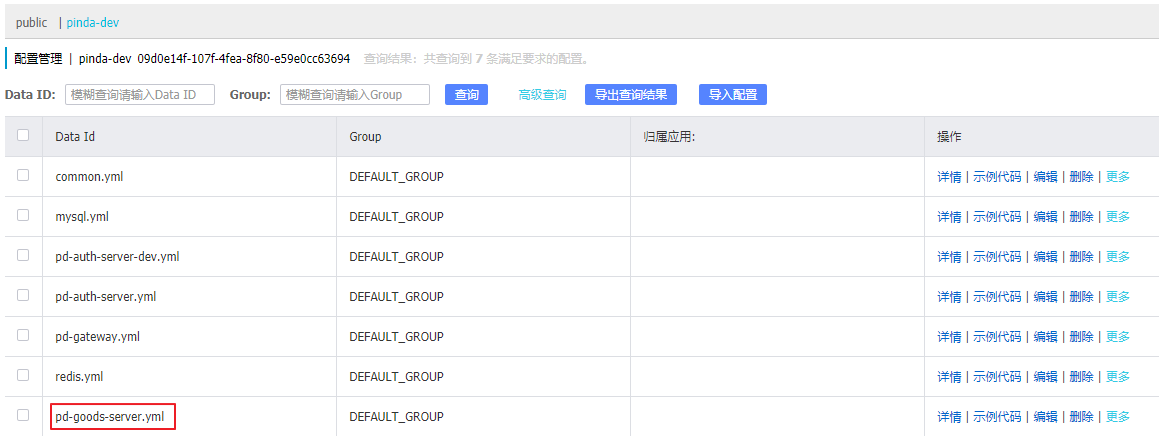 public | pinda-dev
配置管理 | pinda-dev 09d0e14f-107f-4fea-8f80-e59e0cc63694 查询结果：共查询到 7 条满足要求的配置。
Data ID: 模糊查询请输入Data ID Group: 模糊查询请输入Group 查询 高级查询 导出查询结果 导入配置
Data Id Group 归属应用: 操作
common.yml DEFAULT_GROUP 详情 | 示例代码 | 编辑 | 删除 | 更多
mysql.yml DEFAULT_GROUP 详情 | 示例代码 | 编辑 | 删除 | 更多
pd-auth-server-dev.yml DEFAULT_GROUP 详情 | 示例代码 | 编辑 | 删除 | 更多
pd-auth-server.yml DEFAULT_GROUP 详情 | 示例代码 | 编辑 | 删除 | 更多
pd-gateway.yml DEFAULT_GROUP 详情 | 示例代码 | 编辑 | 删除 | 更多
redis.yml DEFAULT_GROUP 详情 | 示例代码 | 编辑 | 删除 | 更多
pd-goods-server.yml DEFAULT_GROUP 详情 | 示例代码 | 编辑 | 删除 | 更多